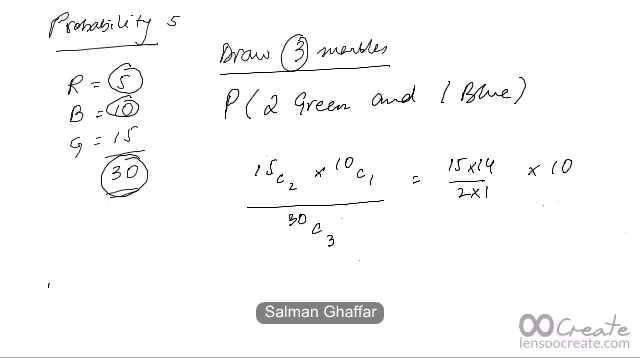 Probability 5
R = 5
B = 10
G = 15
30
Draw 3 marbles
P ( 2 Green and 1 Blue )
¹⁵C₂ × ¹⁰C₁ = 15 × 14 × 10
³⁰C₃ 2 × 1
Salman Ghaffar
Create
lensoocreate.com